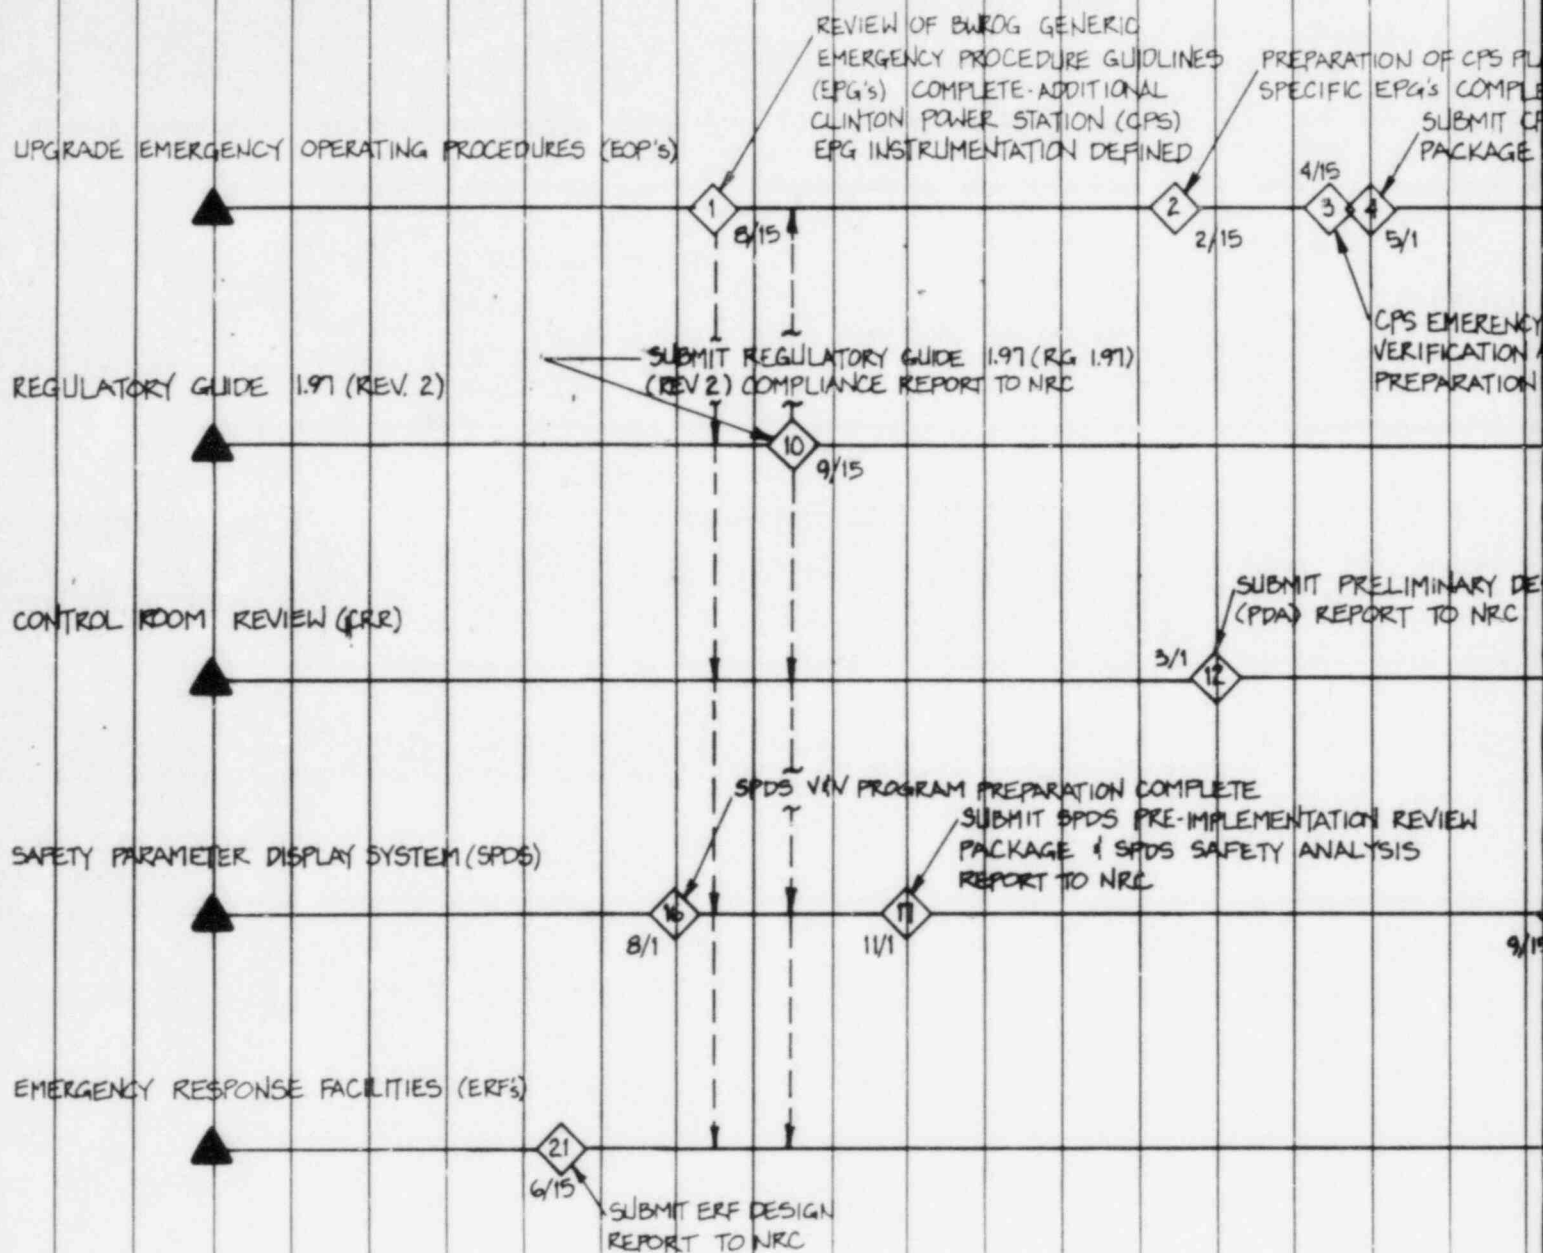 REVIEW OF BWROG GENERIC
EMERGENCY PROCEDURE GUIDLINES
(EPG's) COMPLETE-ADDITIONAL
CLINTON POWER STATION (CPS)
EPG INSTRUMENTATION DEFINED
PREPARATION OF CPS PLA
SPECIFIC EPG's COMPLE
SUBMIT CP
PACKAGE
UPGRADE EMERGENCY OPERATING PROCEDURES (EOP's)
4/15
1
2
3
4
8/15
2/15
5/1
CPS EMERENCY
VERIFICATION A
PREPARATION
SUBMIT REGULATORY GUIDE 1.97 (RG 1.97)
(REV 2) COMPLIANCE REPORT TO NRC
REGULATORY GUIDE 1.97 (REV. 2)
10
9/15
SUBMIT PRELIMINARY DE
(PDA) REPORT TO NRC
CONTROL ROOM REVIEW (CRR)
3/1
12
SPDS V&V PROGRAM PREPARATION COMPLETE
SUBMIT SPDS PRE-IMPLEMENTATION REVIEW
PACKAGE & SPDS SAFETY ANALYSIS
REPORT TO NRC
SAFETY PARAMETER DISPLAY SYSTEM (SPDS)
16
17
8/1
11/1
9/15
EMERGENCY RESPONSE FACILITIES (ERF's)
21
6/15
SUBMIT ERF DESIGN
REPORT TO NRC